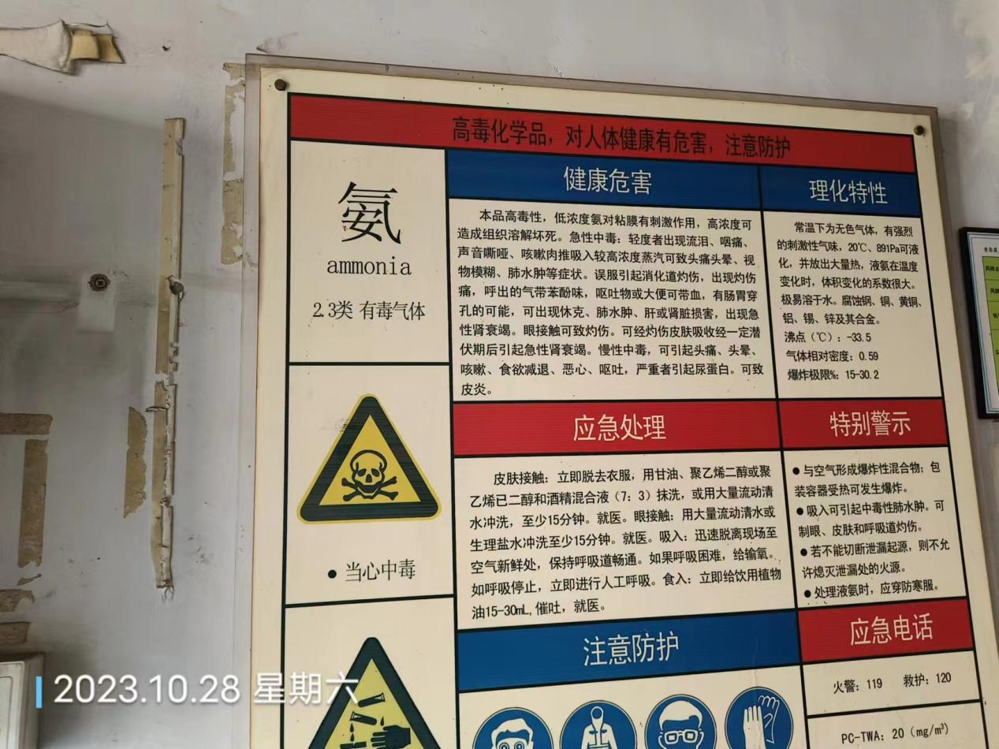 高毒化学品，对人体健康有危害，注意防护
氨
ammonia
2.3类 有毒气体
当心中毒
健康危害
本品高毒性，低浓度氨对粘膜有刺激作用，高浓度可
造成组织溶解坏死。急性中毒：轻度者出现流泪、咽痛、
声音嘶哑、咳嗽肉推吸入较高浓度蒸汽可致头痛头晕、视
物模糊、肺水肿等症状。误服引起消化道灼伤，出现灼伤
痛，呼出的气带苯酚味，呕吐物或大便可带血，有肠胃穿
孔的可能，可出现休克、肺水肿、肝或肾脏损害，出现急
性肾衰竭。眼接触可致灼伤。可经灼伤皮肤吸收经一定潜
伏期后引起急性肾衰竭。慢性中毒，可引起头痛、头晕、
咳嗽、食欲减退、恶心、呕吐，严重者引起尿蛋白。可致
皮炎。
理化特性
常温下为无色气体，有强烈
的刺激性气味，20℃、891Pa可液
化，并放出大量热，液氨在温度
变化时，体积变化的系数很大。
极易溶于水。腐蚀钢、铜、黄铜、
铝、锡、锌及其合金。
沸点（℃）：-33.5
气体相对密度：0.59
爆炸极限%：15-30.2
应急处理
皮肤接触：立即脱去衣服，用甘油、聚乙烯二醇或聚
乙烯已二醇和酒精混合液（7：3）抹洗，或用大量流动清
水冲洗，至少15分钟。就医。眼接触：用大量流动清水或
生理盐水冲洗至少15分钟。就医。吸入：迅速脱离现场至
空气新鲜处，保持呼吸道畅通。如果呼吸困难，给输氧。
如呼吸停止，立即进行人工呼吸。食入：立即给饮用植物
油15-30mL,催吐，就医。
特别警示
● 与空气形成爆炸性混合物；包
装容器受热可发生爆炸。
● 吸入可引起中毒性肺水肿。可
制眼、皮肤和呼吸道灼伤。
● 若不能切断泄漏起源，则不允
许熄灭泄漏处的火源。
● 处理液氨时，应穿防寒服。
注意防护
应急电话
火警：119 救护：120
PC-TWA：20（mg/m³）
2023.10.28 星期六